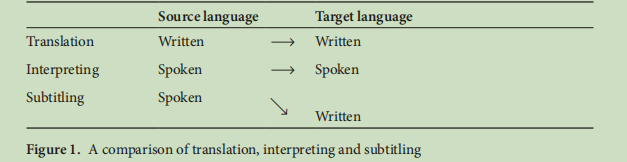 Source language Target language
Translation Written → Written
Interpreting Spoken → Spoken
Subtitling Spoken ↘
Written
Figure 1. A comparison of translation, interpreting and subtitling